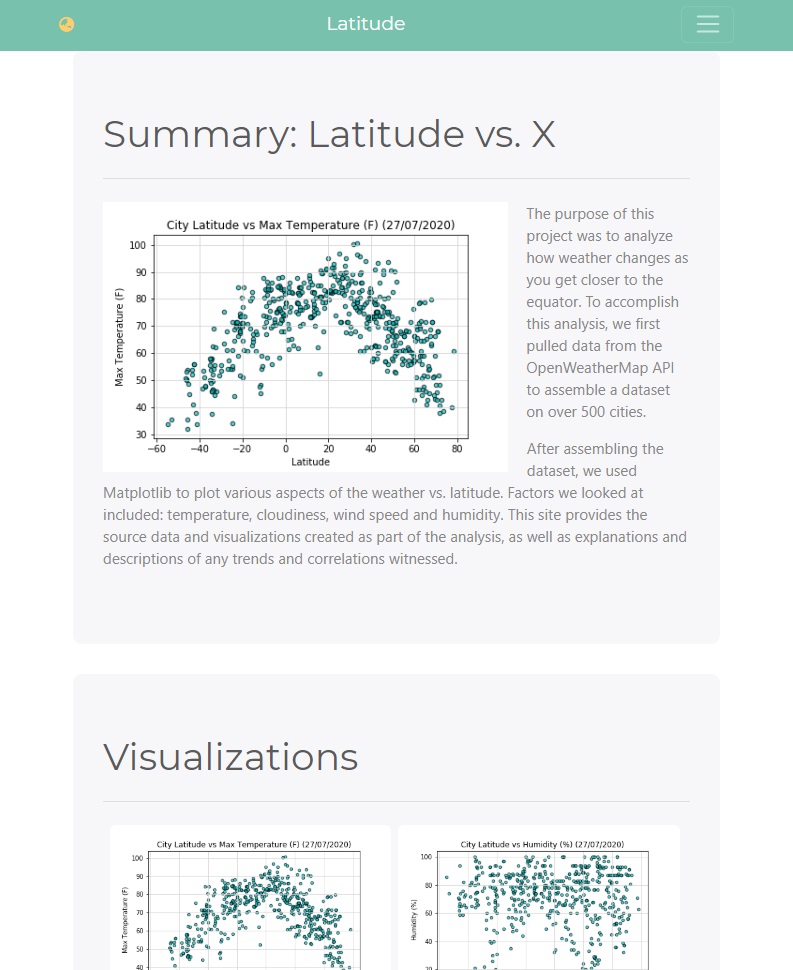 Latitude
Summary: Latitude vs. X
City Latitude vs Max Temperature (F) (27/07/2020)
100
90
80
70
60
50
40
30
Max Temperature (F)
−60 −40 −20 0 20 40 60 80
Latitude
The purpose of this
project was to analyze
how weather changes as
you get closer to the
equator. To accomplish
this analysis, we first
pulled data from the
OpenWeatherMap API
to assemble a dataset
on over 500 cities.
After assembling the
dataset, we used
Matplotlib to plot various aspects of the weather vs. latitude. Factors we looked at
included: temperature, cloudiness, wind speed and humidity. This site provides the
source data and visualizations created as part of the analysis, as well as explanations and
descriptions of any trends and correlations witnessed.
Visualizations
City Latitude vs Max Temperature (F) (27/07/2020)
100
90
80
70
60
50
40
Max Temperature (F)
City Latitude vs Humidity (%) (27/07/2020)
100
80
60
40
20
Humidity (%)